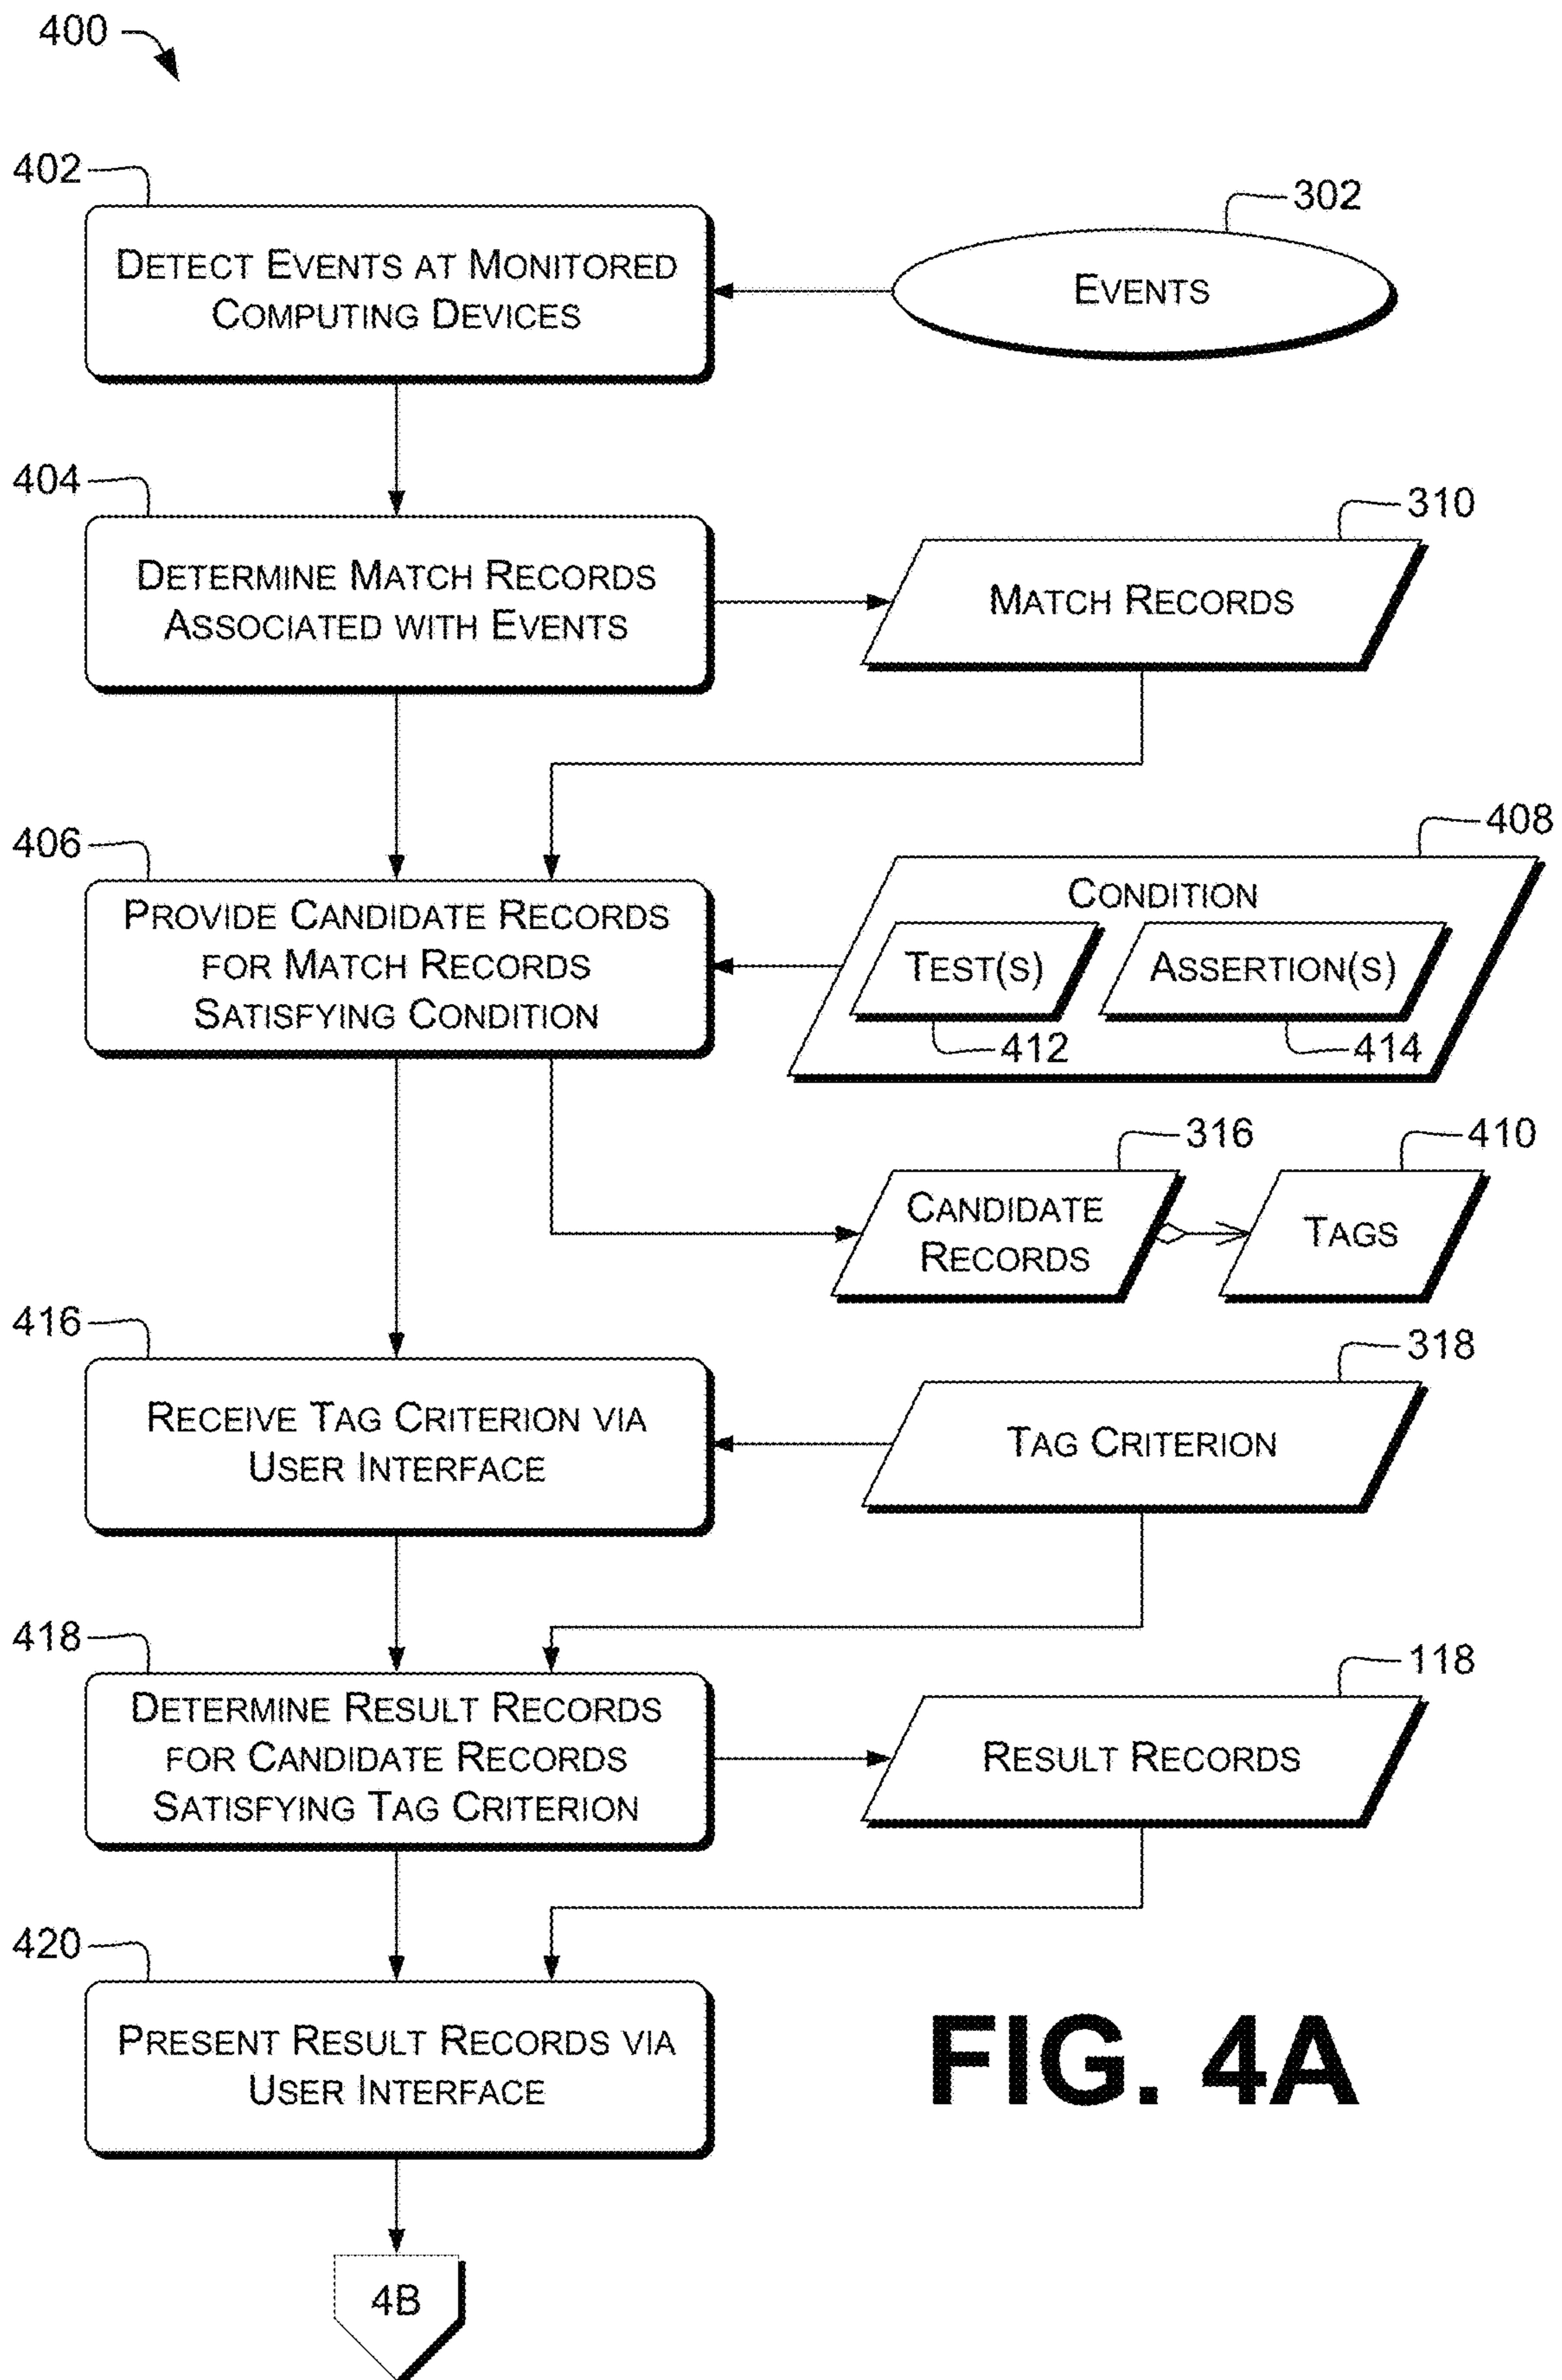 400
402
302
DETECT EVENTS AT MONITORED
COMPUTING DEVICES
EVENTS
404
310
DETERMINE MATCH RECORDS
ASSOCIATED WITH EVENTS
MATCH RECORDS
406
408
PROVIDE CANDIDATE RECORDS
FOR MATCH RECORDS
SATISFYING CONDITION
CONDITION
TEST(S)
ASSERTION(S)
412
414
316
410
CANDIDATE
RECORDS
TAGS
416
318
RECEIVE TAG CRITERION VIA
USER INTERFACE
TAG CRITERION
418
118
DETERMINE RESULT RECORDS
FOR CANDIDATE RECORDS
SATISFYING TAG CRITERION
RESULT RECORDS
420
PRESENT RESULT RECORDS VIA
USER INTERFACE
FIG. 4A
4B